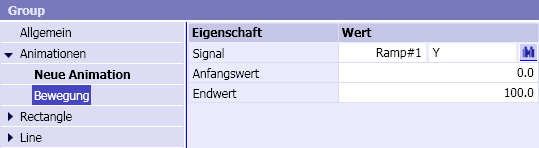 Group
Allgemein
Animationen
Neue Animation
Bewegung
Rectangle
Line
Eigenschaft Wert
Signal Ramp#1 Y
Anfangswert 0.0
Endwert 100.0